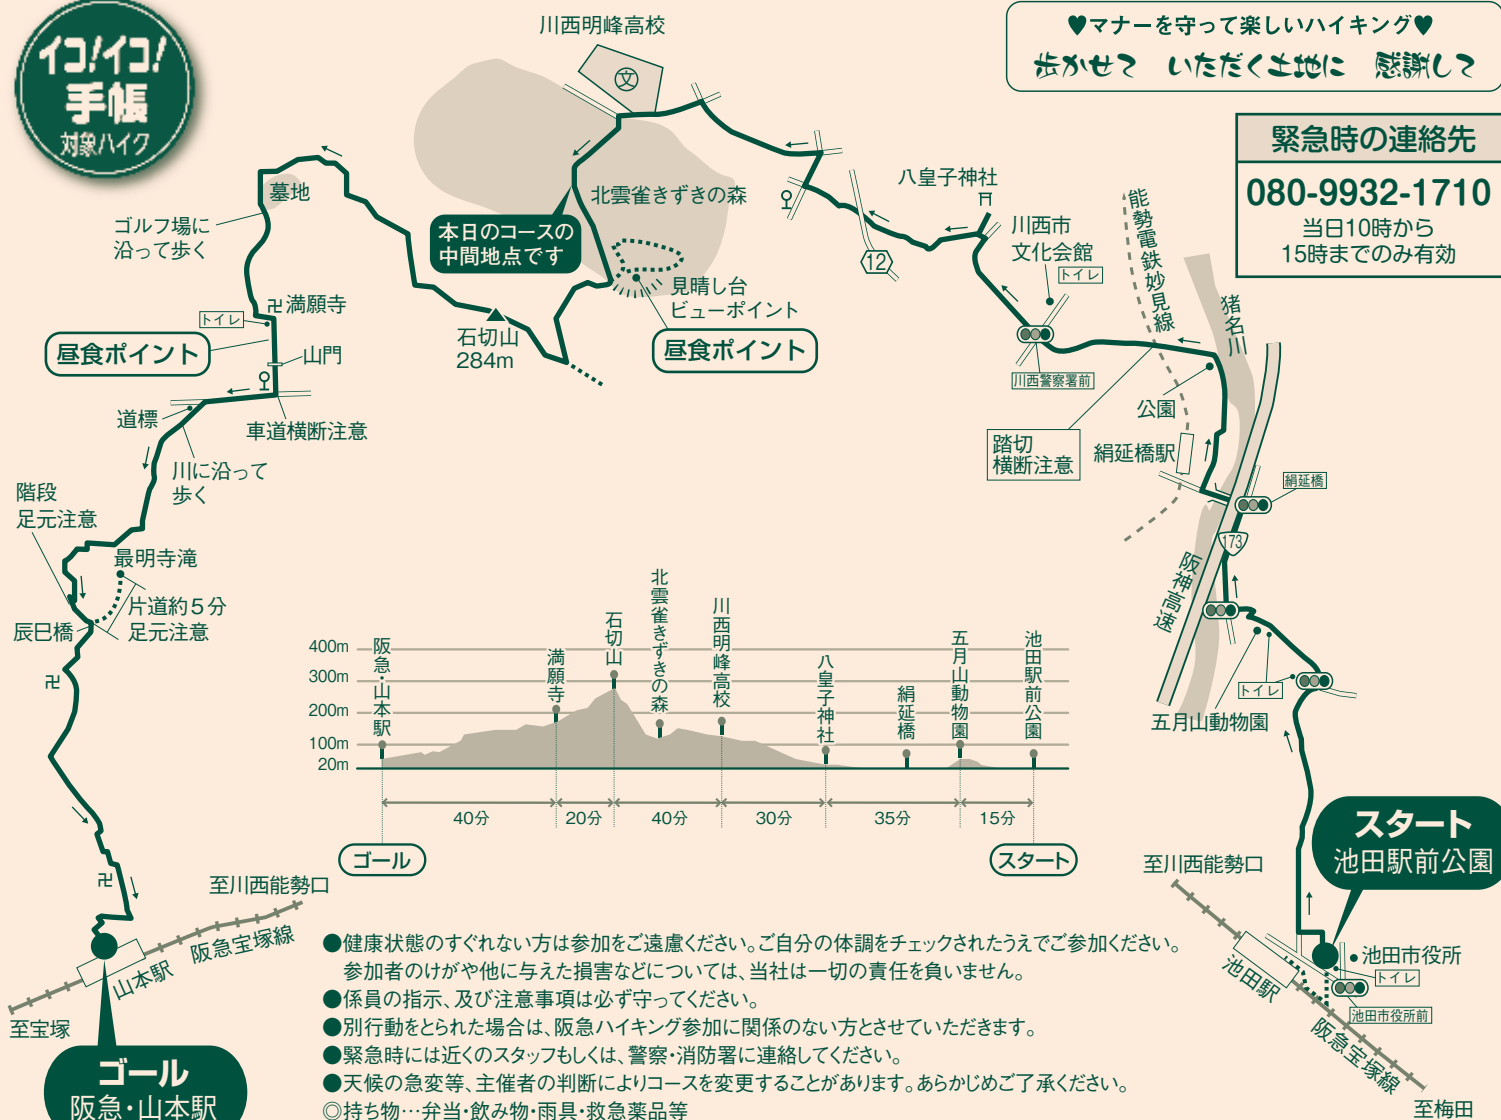 イコ!イコ!
手帳
対象ハイク
川西明峰高校
文
♥マナーを守って楽しいハイキング♥
歩かせて いただく土地に 感謝して
緊急時の連絡先
080-9932-1710
当日10時から
15時までのみ有効
墓地
ゴルフ場に
沿って歩く
北雲雀きずきの森
本日のコースの
中間地点です
八皇子神社
12
川西市
文化会館
トイレ
能勢電鉄妙見線
猪名川
見晴し台
ビューポイント
昼食ポイント
石切山
284m
卍満願寺
トイレ
昼食ポイント
山門
川西警察署前
公園
踏切
横断注意
絹延橋駅
絹延橋
173
阪神高速
道標
車道横断注意
川に沿って
歩く
階段
足元注意
最明寺滝
片道約5分
足元注意
辰巳橋
卍
卍
トイレ
五月山動物園
400m
300m
200m
100m
20m
阪急・山本駅
満願寺
石切山
北雲雀きずきの森
川西明峰高校
八皇子神社
絹延橋
五月山動物園
池田駅前公園
40分
20分
40分
30分
35分
15分
ゴール
スタート
スタート
池田駅前公園
至川西能勢口
池田市役所
トイレ
池田駅
池田市役所前
阪急宝塚線
至梅田
至川西能勢口
阪急宝塚線
山本駅
至宝塚
ゴール
阪急・山本駅
●健康状態のすぐれない方は参加をご遠慮ください。ご自分の体調をチェックされたうえでご参加ください。
参加者のけがや他に与えた損害などについては、当社は一切の責任を負いません。
●係員の指示、及び注意事項は必ず守ってください。
●別行動をとられた場合は、阪急ハイキング参加に関係のない方とさせていただきます。
●緊急時には近くのスタッフもしくは、警察・消防署に連絡してください。
●天候の急変等、主催者の判断によりコースを変更することがあります。あらかじめご了承ください。
◎持ち物…弁当・飲み物・雨具・救急薬品等